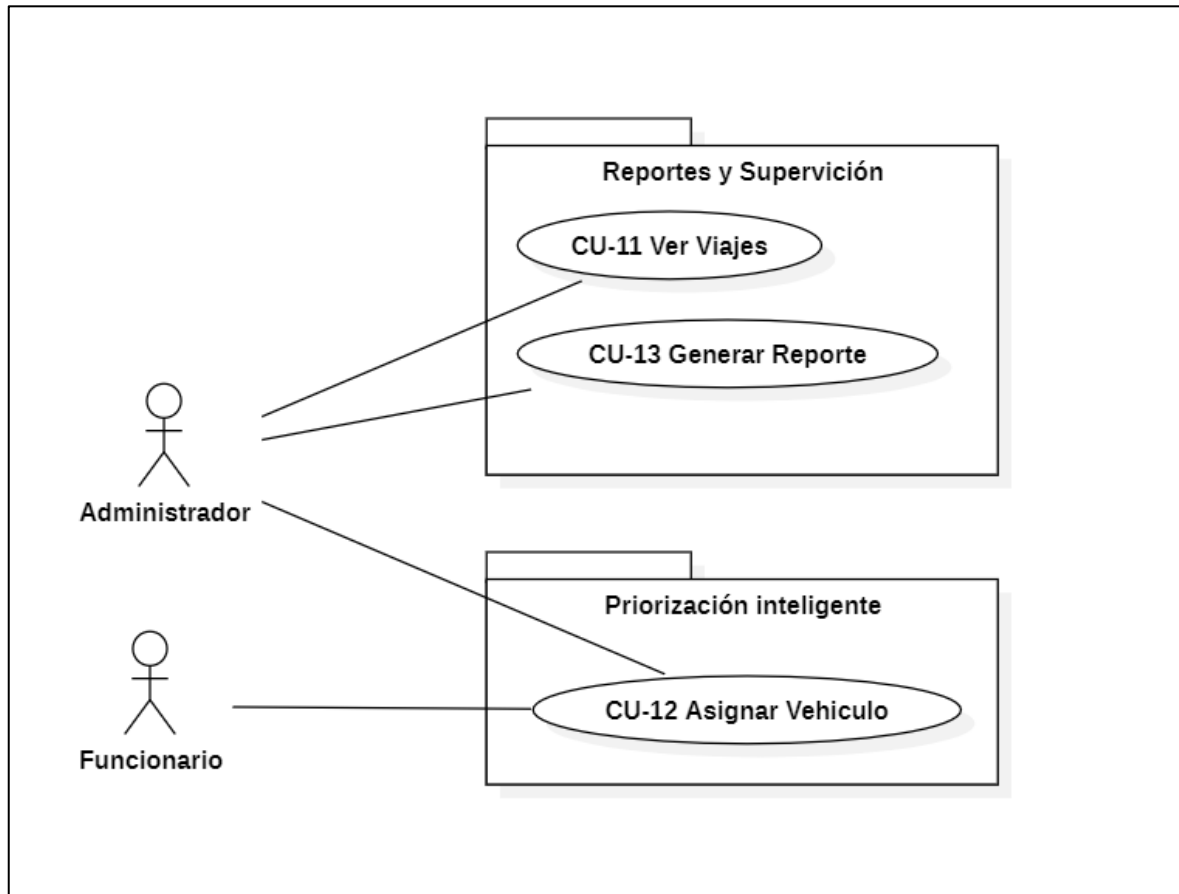 Reportes y Supervición
CU-11 Ver Viajes
CU-13 Generar Reporte
Administrador
Priorización inteligente
CU-12 Asignar Vehiculo
Funcionario